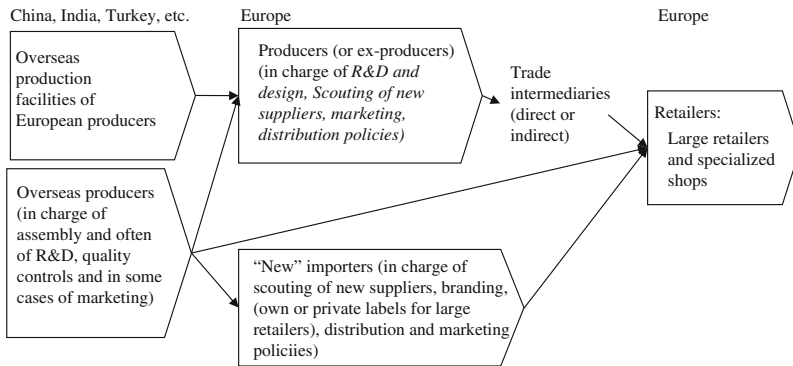 China, India, Turkey, etc.
Europe
Europe
Overseas
production
facilities of
European producers
Producers (or ex-producers)
(in charge of R&D and
design, Scouting of new
suppliers, marketing,
distribution policies)
Trade
intermediaries
(direct or
indirect)
Retailers:
Large retailers
and specialized
shops
Overseas producers
(in charge of
assembly and often
of R&D, quality
controls and in some
cases of marketing)
“New” importers (in charge of
scouting of new suppliers, branding,
(own or private labels for large
retailers), distribution and marketing
policiies)